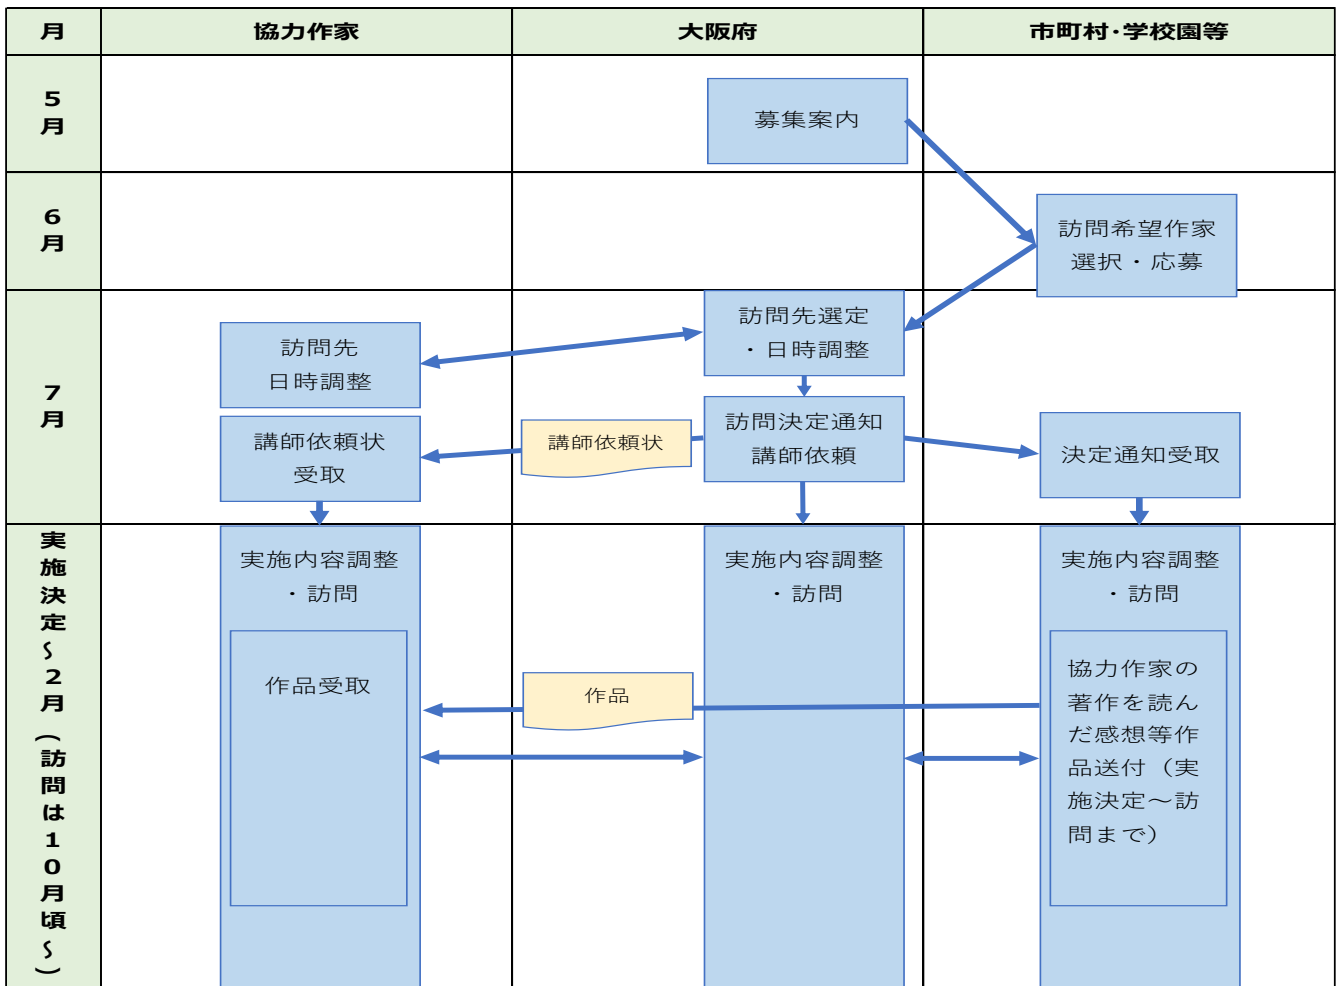 月
協力作家
大阪府
市町村・学校園等
5
月
募集案内
6
月
訪問希望作家
選択・応募
7
月
訪問先
日時調整
訪問先選定
・日時調整
講師依頼状
受取
講師依頼状
訪問決定通知
講師依頼
決定通知受取
実施決定～2月(訪問は10月頃～)
実施内容調整
・訪問
作品受取
作品
実施内容調整
・訪問
実施内容調整
・訪問
協力作家の
著作を読ん
だ感想等作
品送付（実
施決定～訪
問まで）